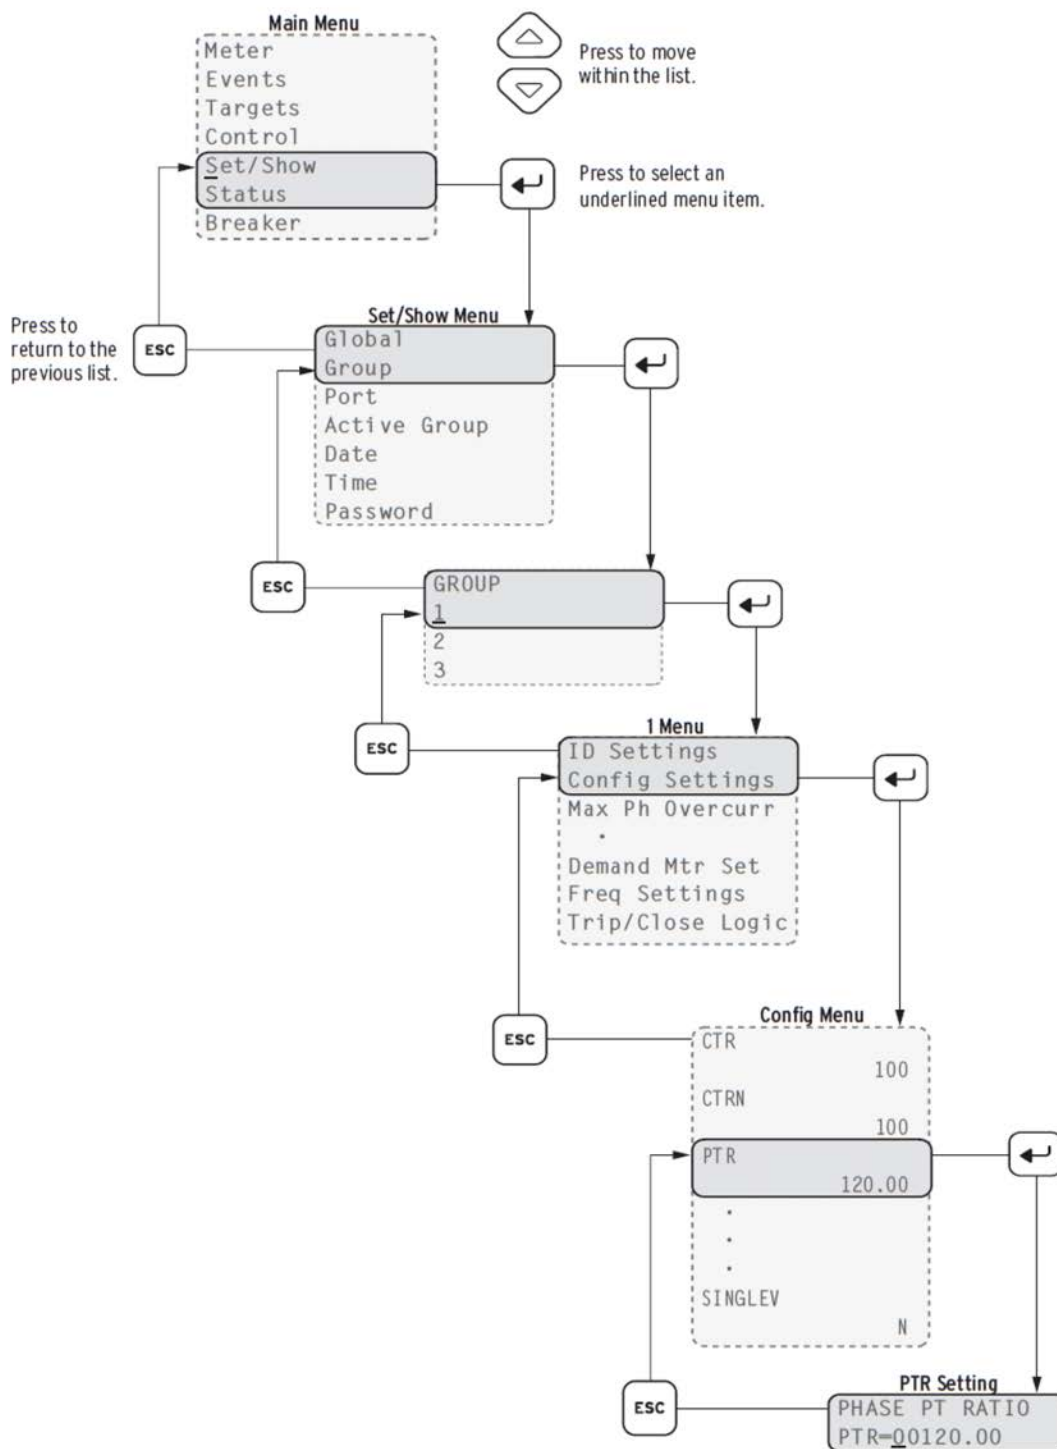 Main Menu
Meter
Events
Targets
Control
Set/Show
Status
Breaker
Press to move
within the list.
Press to select an
underlined menu item.
Press to
return to the
previous list.
ESC
Set/Show Menu
Global
Group
Port
Active Group
Date
Time
Password
ESC
GROUP
1
2
3
ESC
1 Menu
ID Settings
Config Settings
Max Ph Overcurr
.
Demand Mtr Set
Freq Settings
Trip/Close Logic
ESC
Config Menu
CTR
100
CTRN
100
PTR
120.00
.
.
.
SINGLEV
N
ESC
PTR Setting
PHASE PT RATIO
PTR=00120.00